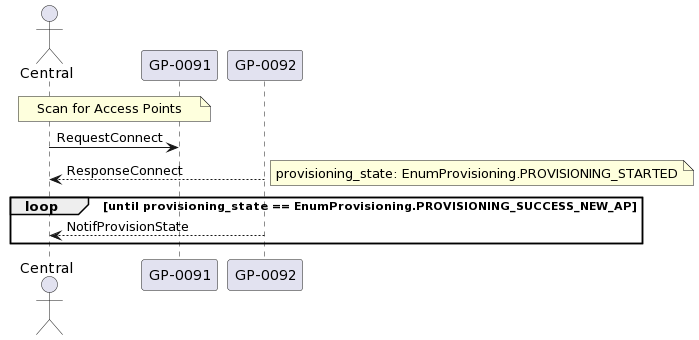 Central
GP-0091
GP-0092
Scan for Access Points
RequestConnect
ResponseConnect
provisioning_state: EnumProvisioning.PROVISIONING_STARTED
loop
[until provisioning_state == EnumProvisioning.PROVISIONING_SUCCESS_NEW_AP]
NotifProvisionState
Central
GP-0091
GP-0092